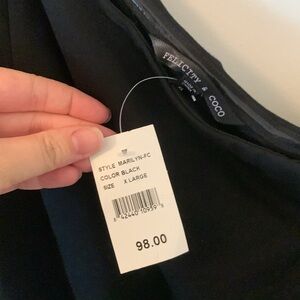 FELICITY & COCO
STYLE MARILYN-FC
COLOR BLACK
SIZE X LARGE
98.00